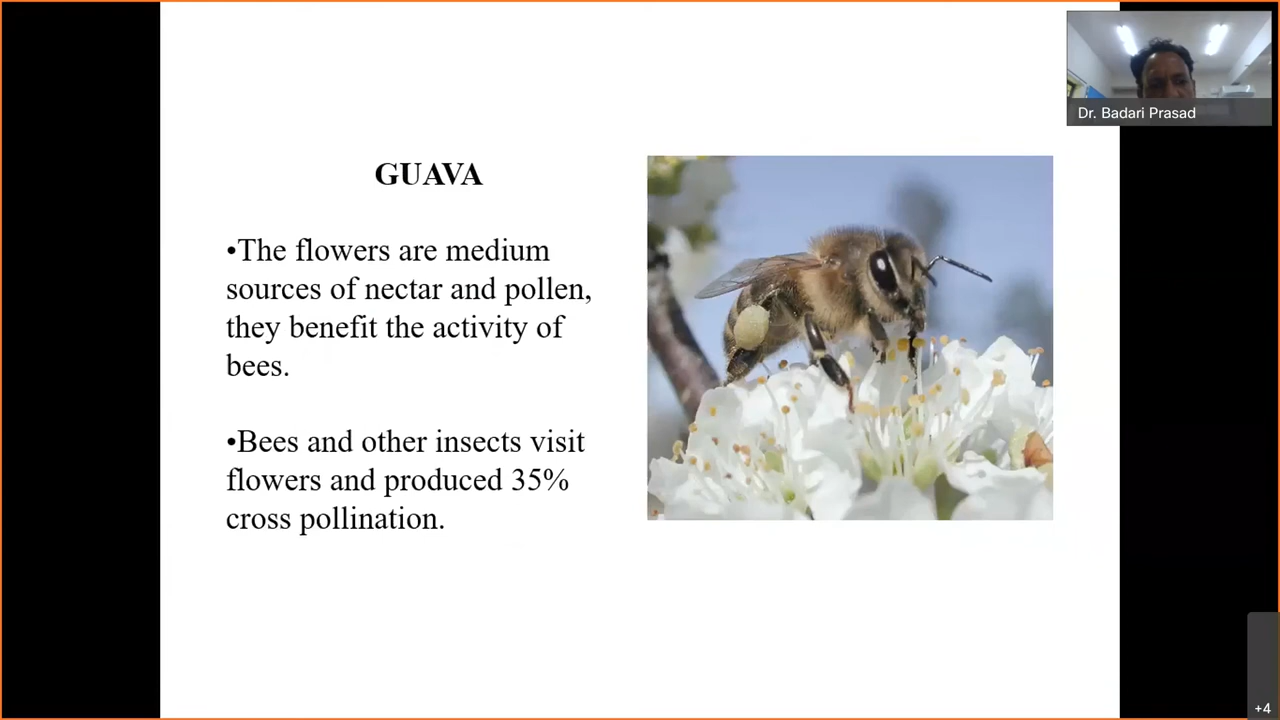 Dr. Badari Prasad
GUAVA
•The flowers are medium
sources of nectar and pollen,
they benefit the activity of
bees.
•Bees and other insects visit
flowers and produced 35%
cross pollination.
+4